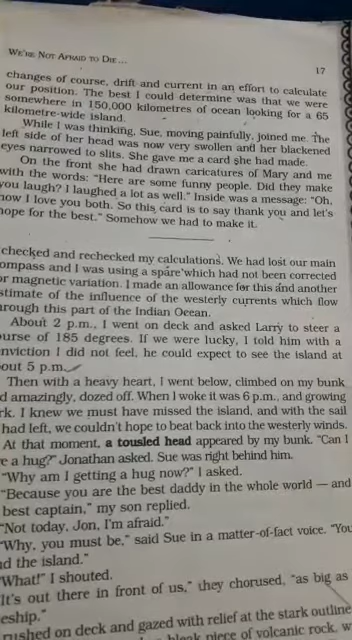 WE'RE NOT AFRAID TO DIE...
17
changes of course, drift and current in an effort to calculate
our position. The best I could determine was that we were
somewhere in 150,000 kilometres of ocean looking for a 65
kilometre-wide island.
While I was thinking, Sue, moving painfully, joined me. The
left side of her head was now very swollen and her blackened
eyes narrowed to slits. She gave me a card she had made.
On the front she had drawn caricatures of Mary and me
with the words: "Here are some funny people. Did they make
you laugh? I laughed a lot as well." Inside was a message: "Oh,
how I love you both. So this card is to say thank you and let's
hope for the best." Somehow we had to make it.
checked and rechecked my calculations. We had lost our main
ompass and I was using a spare which had not been corrected
or magnetic variation. I made an allowance for this and another
stimate of the influence of the westerly currents which flow
rough this part of the Indian Ocean.
About 2 p.m., I went on deck and asked Larry to steer a
urse of 185 degrees. If we were lucky, I told him with a
nviction I did not feel, he could expect to see the island at
out 5 p.m.
Then with a heavy heart, I went below, climbed on my bunk
d amazingly, dozed off. When I woke it was 6 p.m., and growing
rk. I knew we must have missed the island, and with the sail
had left, we couldn't hope to beat back into the westerly winds.
At that moment, a tousled head appeared by my bunk. "Can I
e a hug?" Jonathan asked. Sue was right behind him.
"Why am I getting a hug now?" I asked.
"Because you are the best daddy in the whole world — and
best captain," my son replied.
"Not today, Jon, I'm afraid."
"Why, you must be," said Sue in a matter-of-fact voice. "You
nd the island."
"What!" I shouted.
"It's out there in front of us," they chorused, "as big as
eship."
rushed on deck and gazed with relief at the stark outline
piece of volcanic rock, w